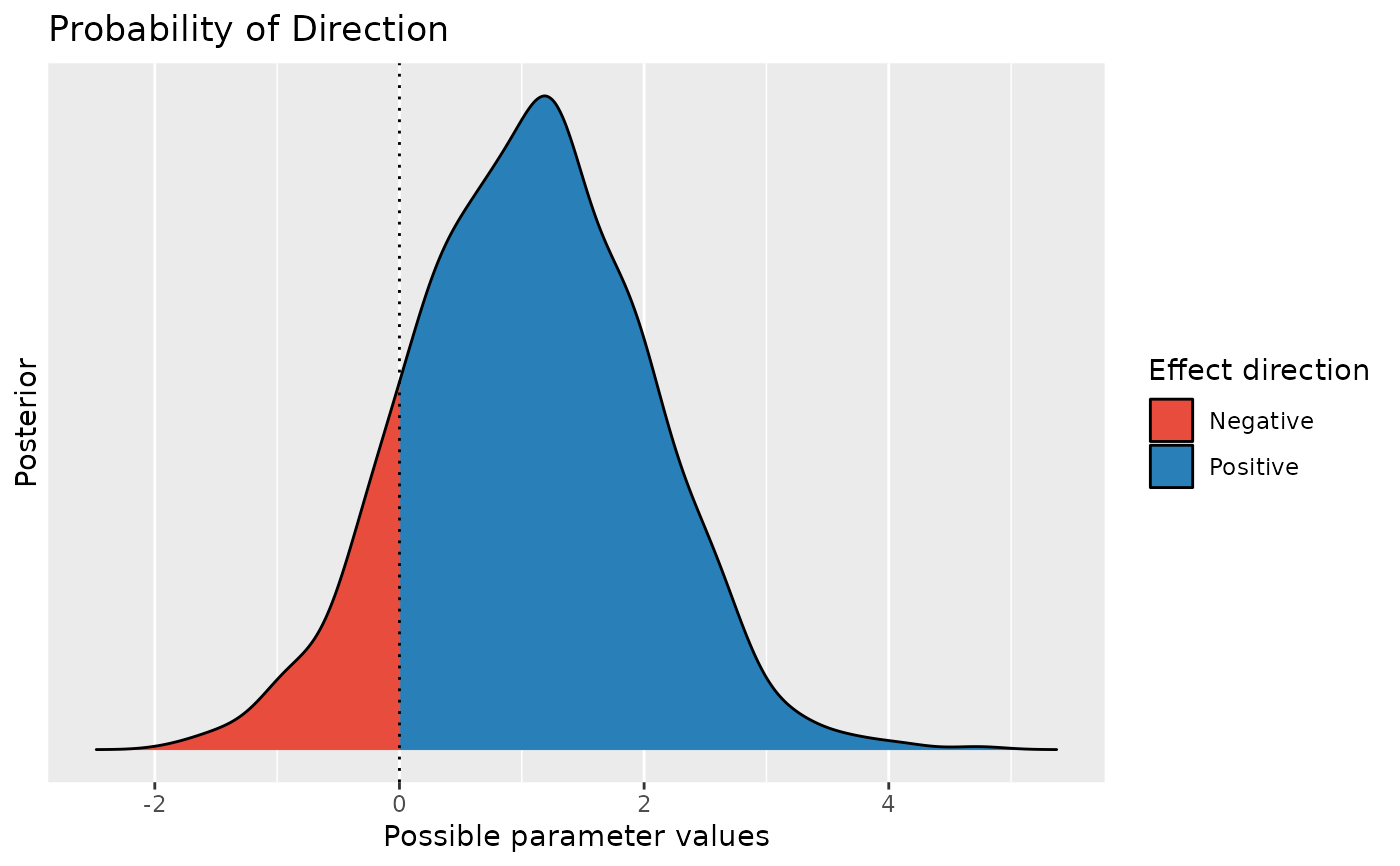 Probability of Direction
Posterior
Effect direction
Negative
Positive
-2 0 2 4
Possible parameter values